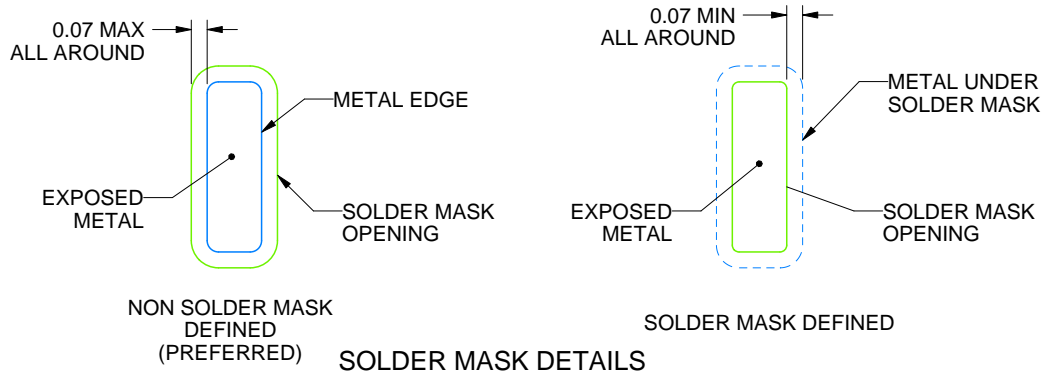 0.07 MAX
ALL AROUND
METAL EDGE
EXPOSED
METAL
SOLDER MASK
OPENING
NON SOLDER MASK
DEFINED
(PREFERRED)
0.07 MIN
ALL AROUND
METAL UNDER
SOLDER MASK
EXPOSED
METAL
SOLDER MASK
OPENING
SOLDER MASK DEFINED
SOLDER MASK DETAILS